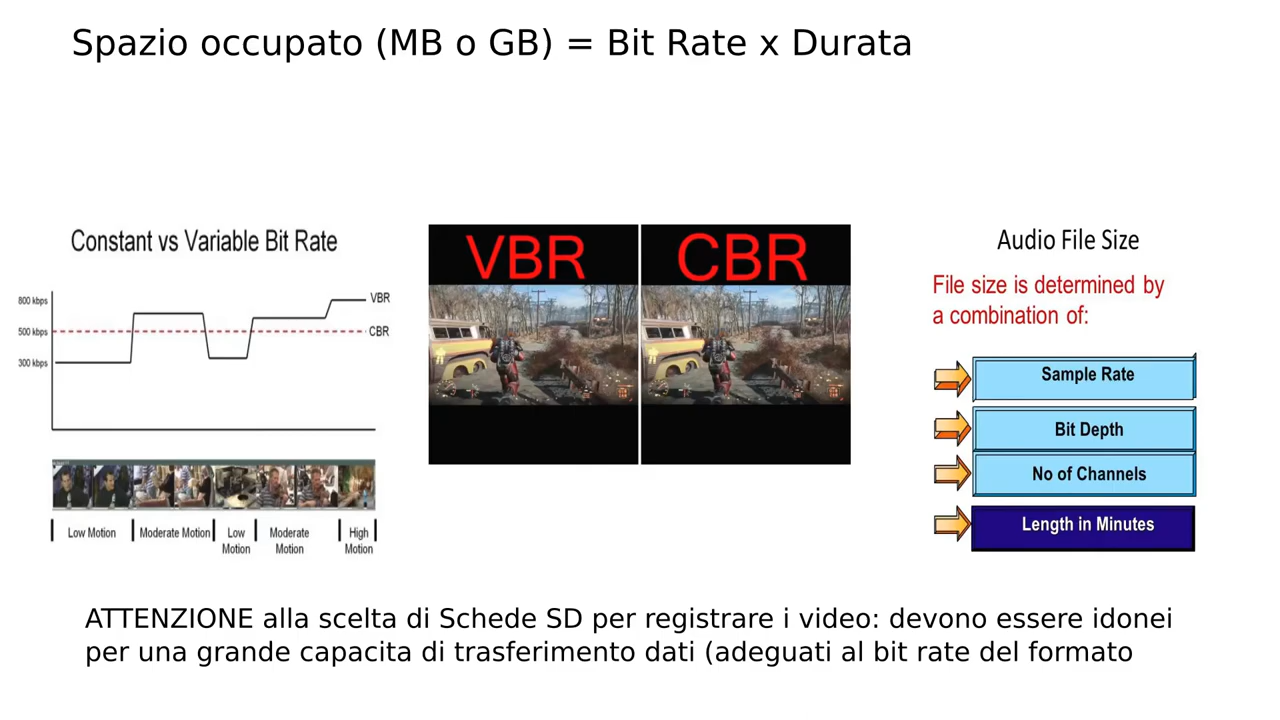 Spazio occupato (MB o GB) = Bit Rate x Durata
Constant vs Variable Bit Rate
800 kbps
VBR
500 kbps
CBR
300 kbps
Low Motion
Moderate Motion
Low
Motion
Moderate
Motion
High
Motion
VBR
CBR
Audio File Size
File size is determined by
a combination of:
Sample Rate
Bit Depth
No of Channels
Length in Minutes
ATTENZIONE alla scelta di Schede SD per registrare i video: devono essere idonei
per una grande capacita di trasferimento dati (adeguati al bit rate del formato